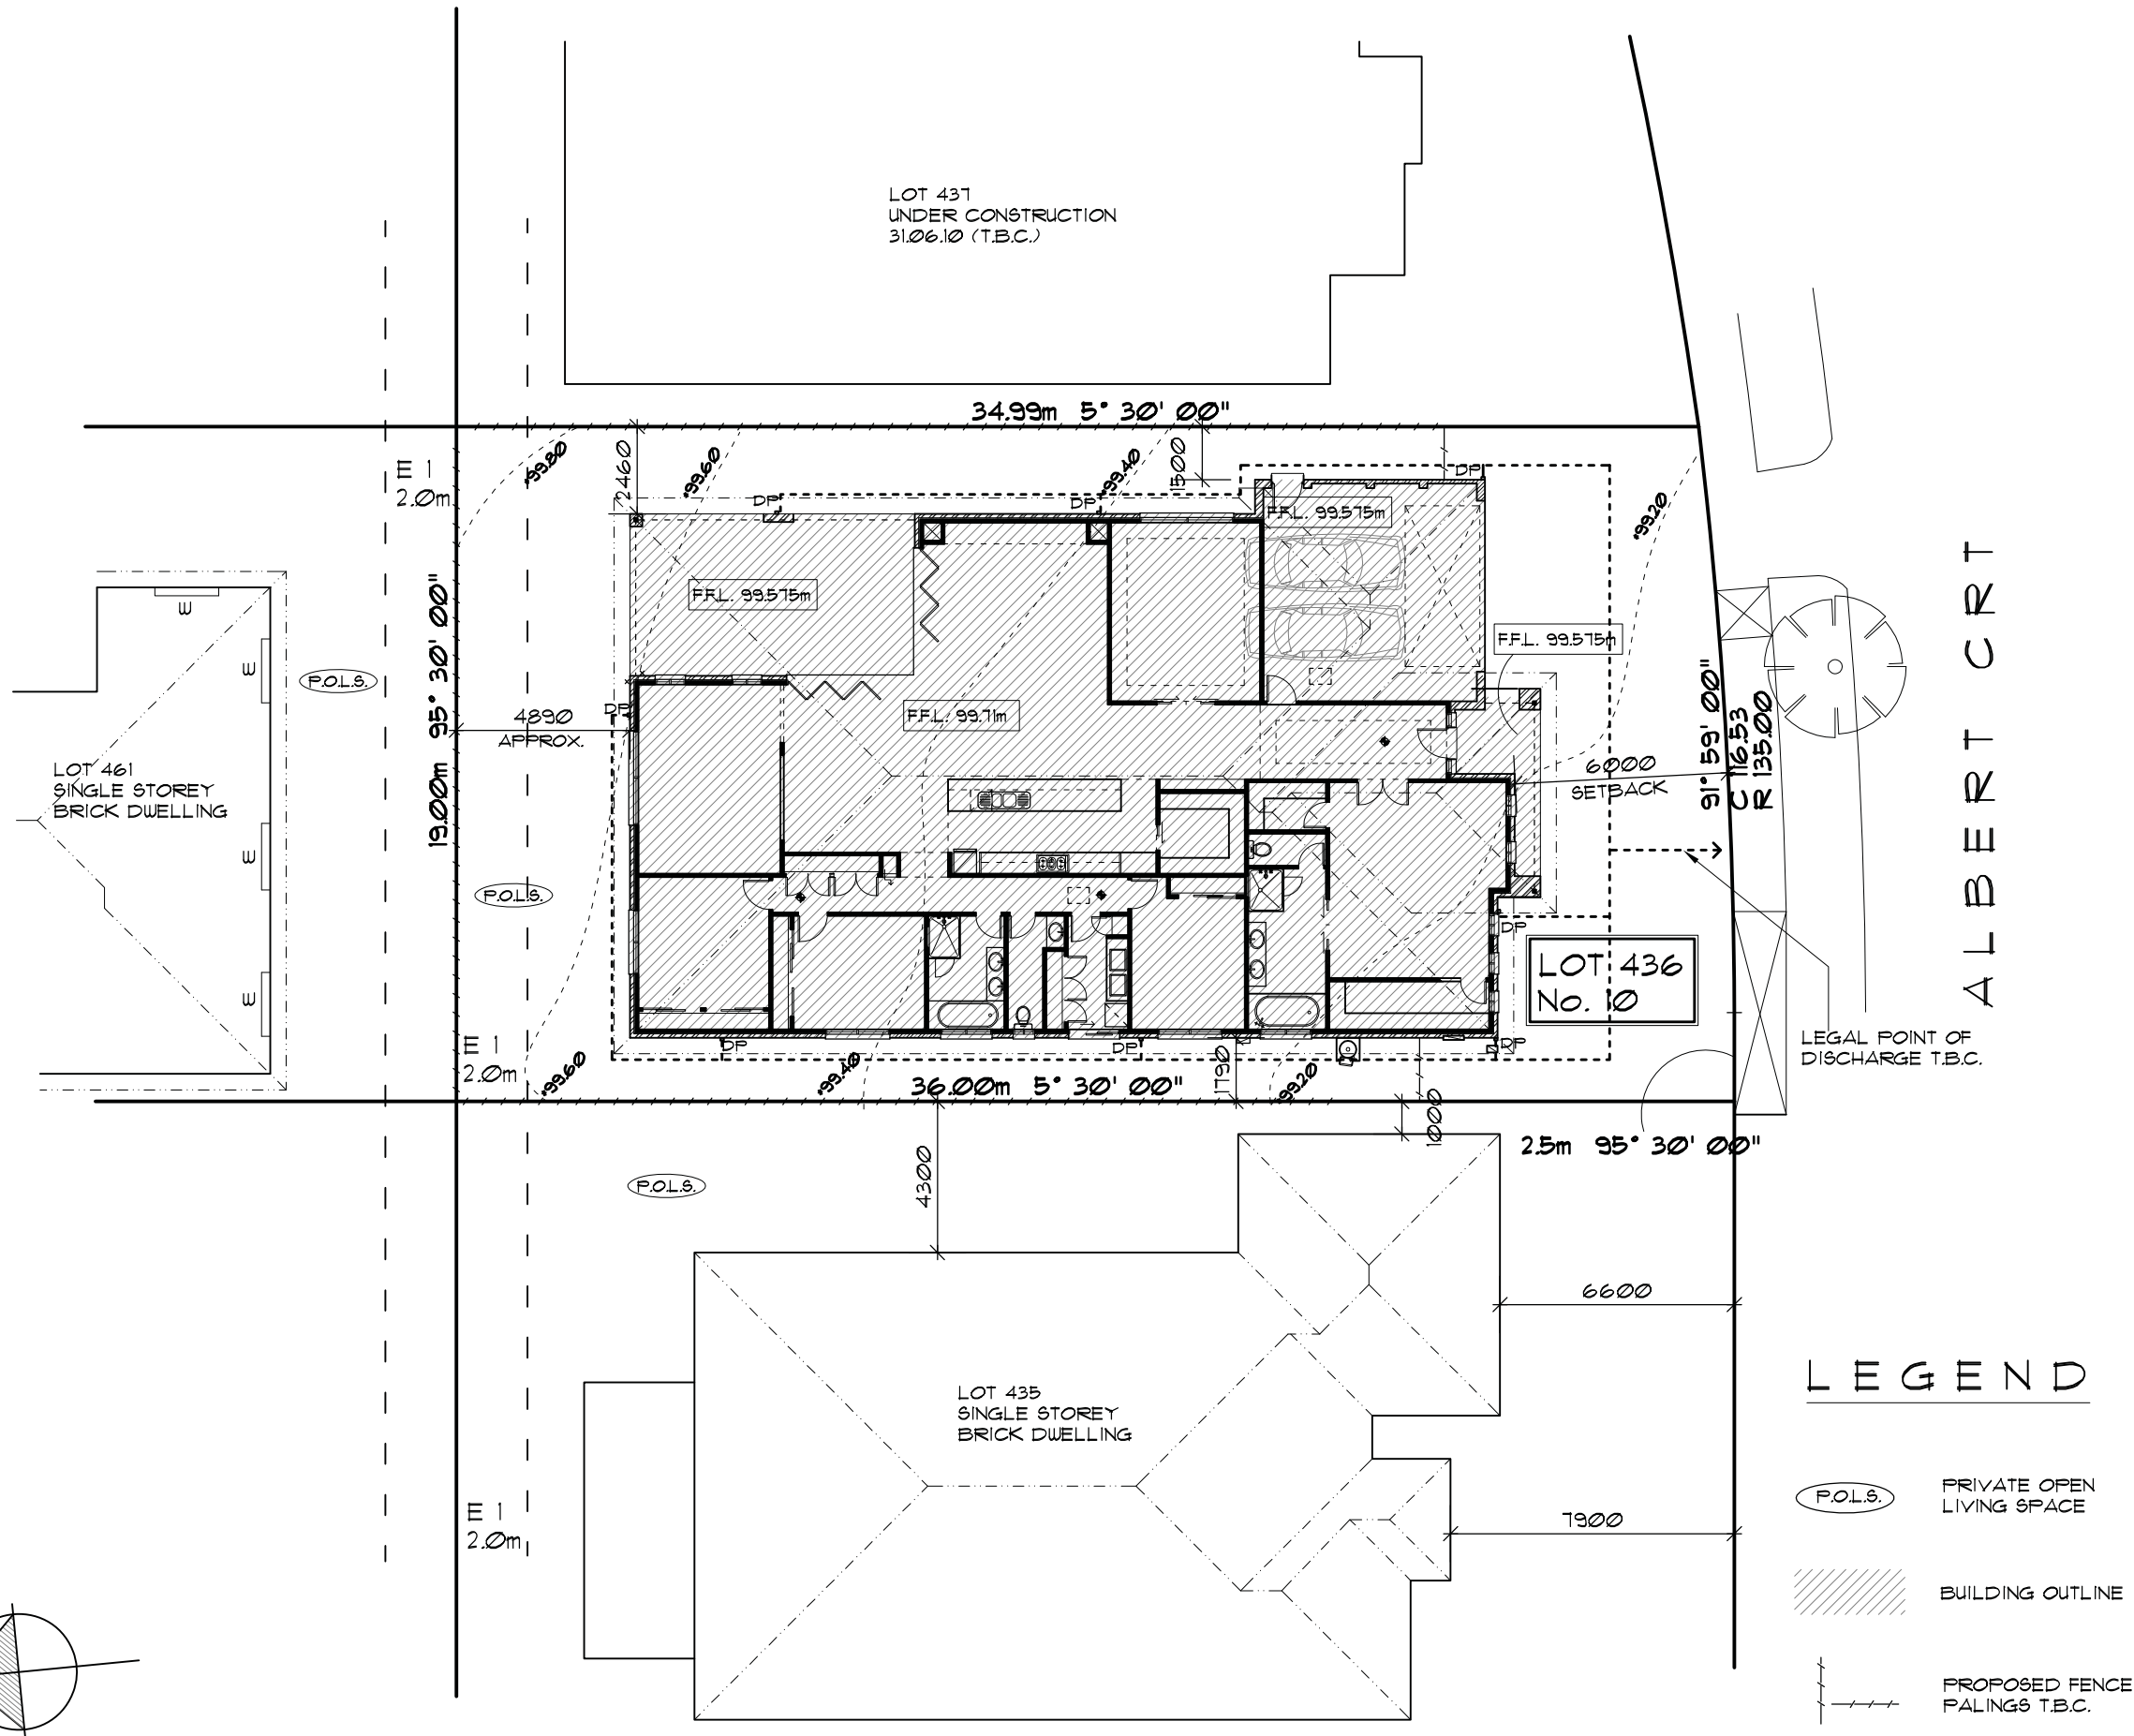 LOT 437
UNDER CONSTRUCTION
31.06.10 (T.B.C.)
34.99m 5° 30' 00"
E 1
2.0m
99.80
2460
99.60
99.40
1500
DP
DP
DP
F.F.L. 99.575m
99.20
F.F.L. 99.575m
F.F.L. 99.575m
P.O.L.S.
19.00m 95° 30' 00"
4890
APPROX.
DP
F.F.L. 99.71m
6000
SETBACK
91° 59' 00"
C 116.53
R 135.00
ALBERT CRT
W
W
W
W
LOT 461
SINGLE STOREY
BRICK DWELLING
P.O.L.S.
DP
LOT 436
No. 10
LEGAL POINT OF
DISCHARGE T.B.C.
E 1
2.0m
99.60
DP
99.40
DP
1790
99.20
DP
36.00m 5° 30' 00"
1000
2.5m 95° 30' 00"
4300
P.O.L.S.
6600
LOT 435
SINGLE STOREY
BRICK DWELLING
7900
E 1
2.0m
LEGEND
P.O.L.S.
PRIVATE OPEN
LIVING SPACE
BUILDING OUTLINE
PROPOSED FENCE
PALINGS T.B.C.